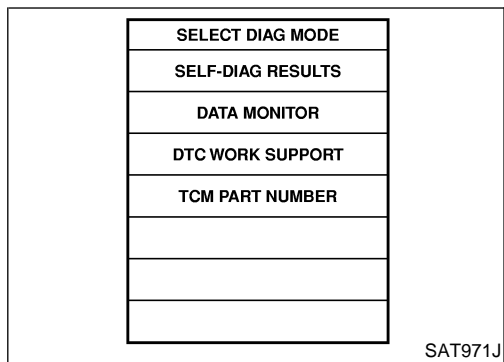 SELECT DIAG MODE
SELF-DIAG RESULTS
DATA MONITOR
DTC WORK SUPPORT
TCM PART NUMBER
SAT971J